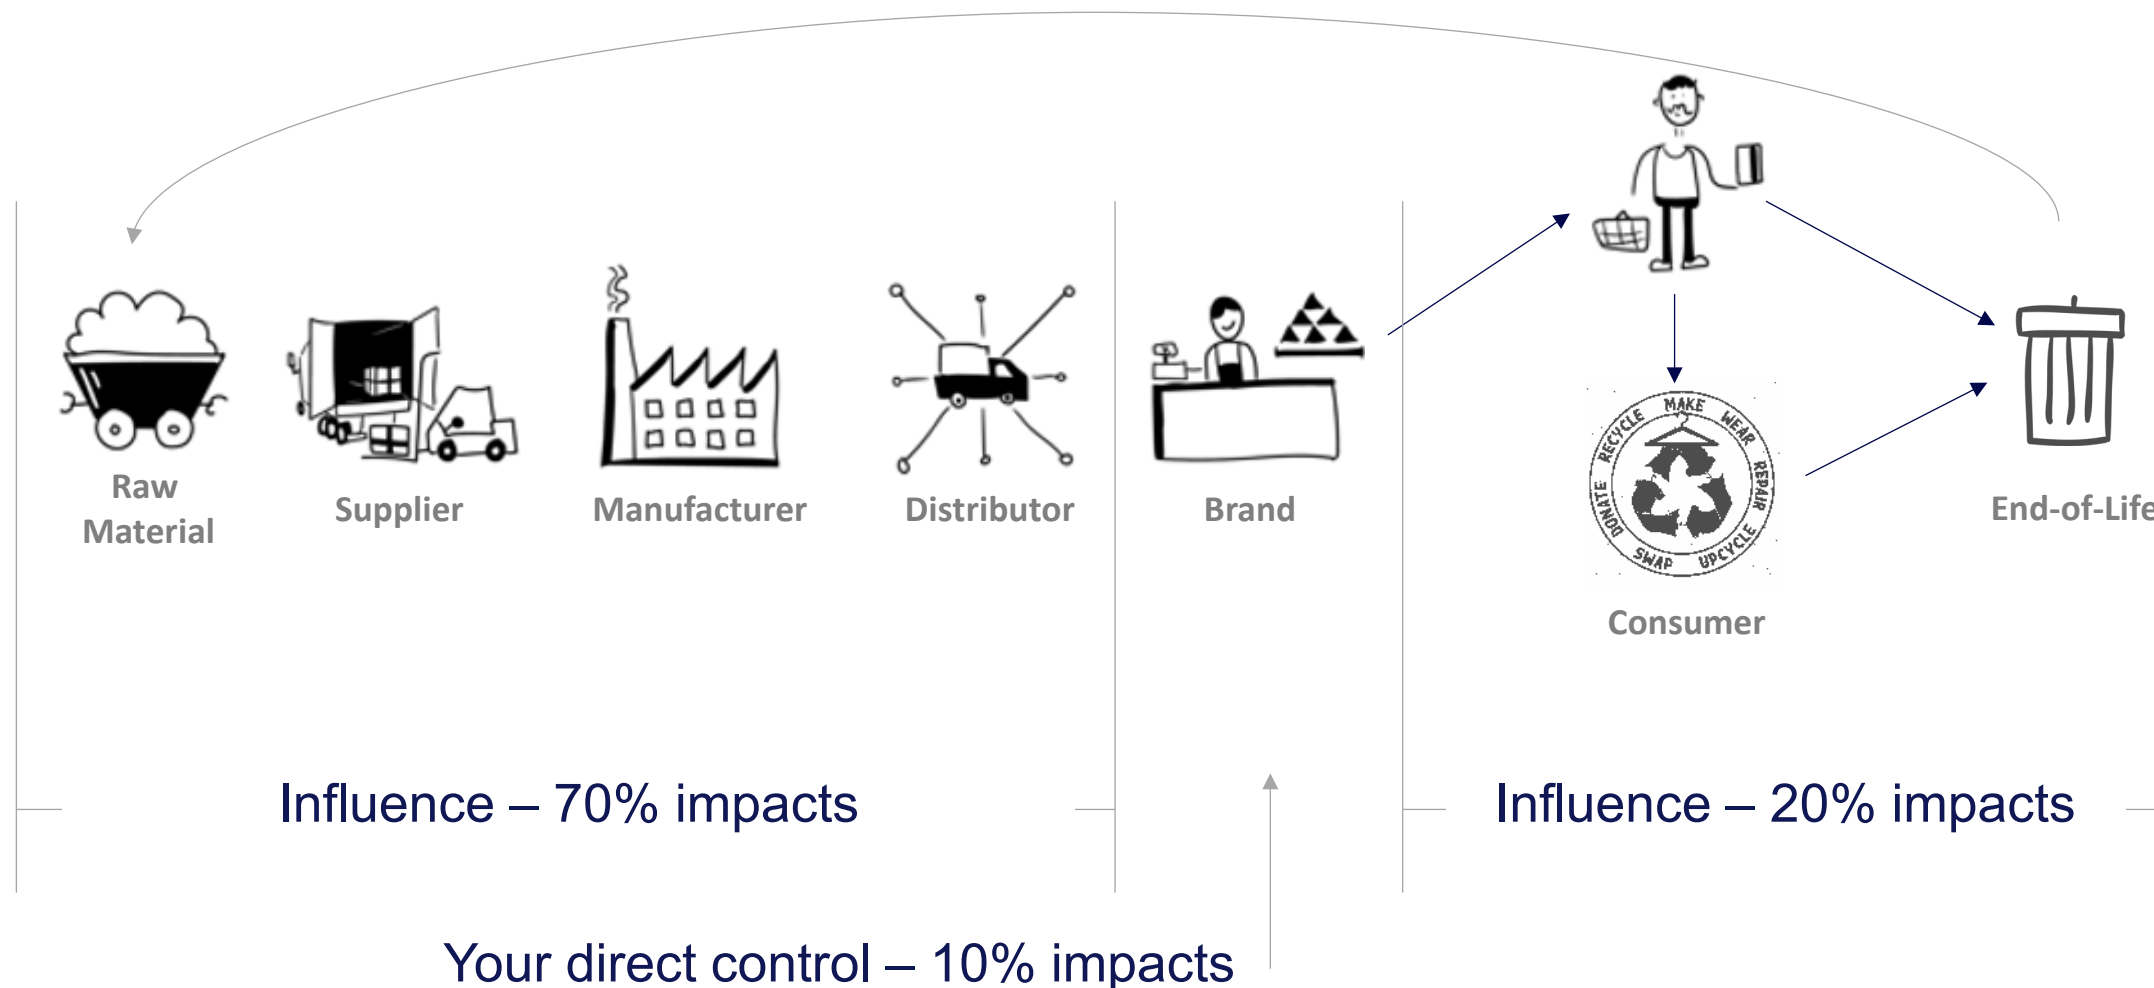 Raw
Material
Supplier
Manufacturer
Distributor
Brand
RECYCLE MAKE WEAR REPAIR UPCYCLE SWAP DONATE
Consumer
End-of-Life
Influence – 70% impacts
Influence – 20% impacts
Your direct control – 10% impacts